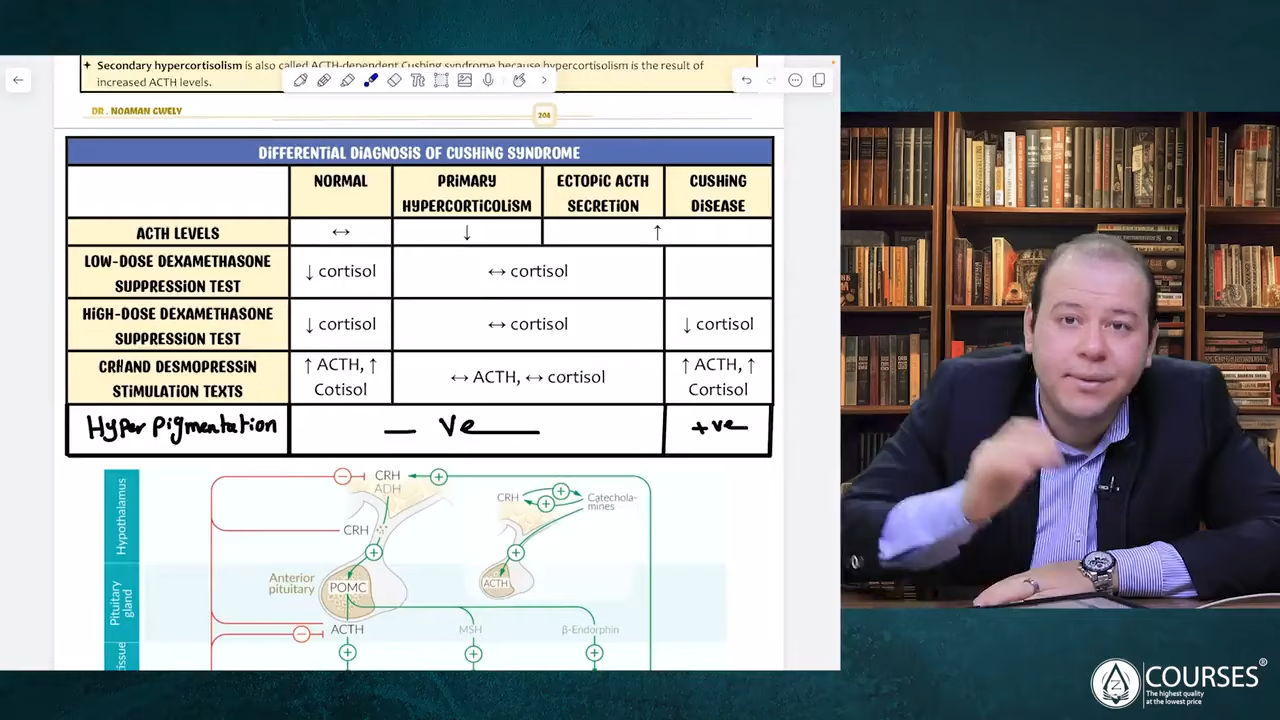 + Secondary hypercortisolism is also called ACTH-dependent Cushing syndrome because hypercortisolism is the result of
increased ACTH levels.
DR. NOAMAN GWELY
204
DIFFERENTIAL DIAGNOSIS OF CUSHING SYNDROME
NORMAL
PRIMARY
HYPERCORTICOLISM
ECTOPIC ACTH
SECRETION
CUSHING
DISEASE
ACTH LEVELS
↔
↓
↑
LOW-DOSE DEXAMETHASONE
SUPPRESSION TEST
↓ cortisol
↔ cortisol
HIGH-DOSE DEXAMETHASONE
SUPPRESSION TEST
↓ cortisol
↔ cortisol
↓ cortisol
CRH AND DESMOPRESSIN
STIMULATION TEXTS
↑ ACTH, ↑
Cotisol
↔ ACTH, ↔ cortisol
↑ ACTH, ↑
Cortisol
Hyper Pigmentation
— ve
+ve
Hypothalamus
CRH
ADH
CRH
CRH
Catechola-
mines
Pituitary
gland
Anterior
pituitary
POMC
ACTH
ACTH
MSH
β-Endorphin
tissue
COURSES®
The highest quality
at the lowest price